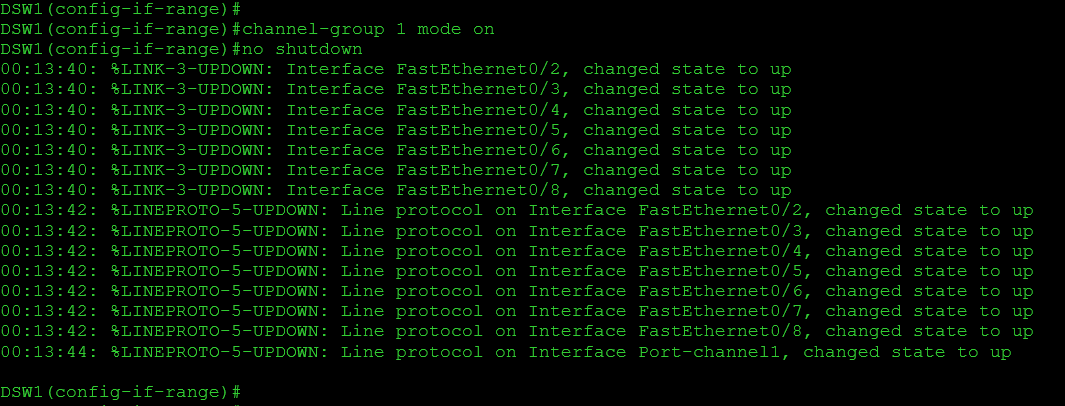 DSW1(config-if-range)#
DSW1(config-if-range)#channel-group 1 mode on
DSW1(config-if-range)#no shutdown
00:13:40: %LINK-3-UPDOWN: Interface FastEthernet0/2, changed state to up
00:13:40: %LINK-3-UPDOWN: Interface FastEthernet0/3, changed state to up
00:13:40: %LINK-3-UPDOWN: Interface FastEthernet0/4, changed state to up
00:13:40: %LINK-3-UPDOWN: Interface FastEthernet0/5, changed state to up
00:13:40: %LINK-3-UPDOWN: Interface FastEthernet0/6, changed state to up
00:13:40: %LINK-3-UPDOWN: Interface FastEthernet0/7, changed state to up
00:13:40: %LINK-3-UPDOWN: Interface FastEthernet0/8, changed state to up
00:13:42: %LINEPROTO-5-UPDOWN: Line protocol on Interface FastEthernet0/2, changed state to up
00:13:42: %LINEPROTO-5-UPDOWN: Line protocol on Interface FastEthernet0/3, changed state to up
00:13:42: %LINEPROTO-5-UPDOWN: Line protocol on Interface FastEthernet0/4, changed state to up
00:13:42: %LINEPROTO-5-UPDOWN: Line protocol on Interface FastEthernet0/5, changed state to up
00:13:42: %LINEPROTO-5-UPDOWN: Line protocol on Interface FastEthernet0/6, changed state to up
00:13:42: %LINEPROTO-5-UPDOWN: Line protocol on Interface FastEthernet0/7, changed state to up
00:13:42: %LINEPROTO-5-UPDOWN: Line protocol on Interface FastEthernet0/8, changed state to up
00:13:44: %LINEPROTO-5-UPDOWN: Line protocol on Interface Port-channel1, changed state to up
DSW1(config-if-range)#